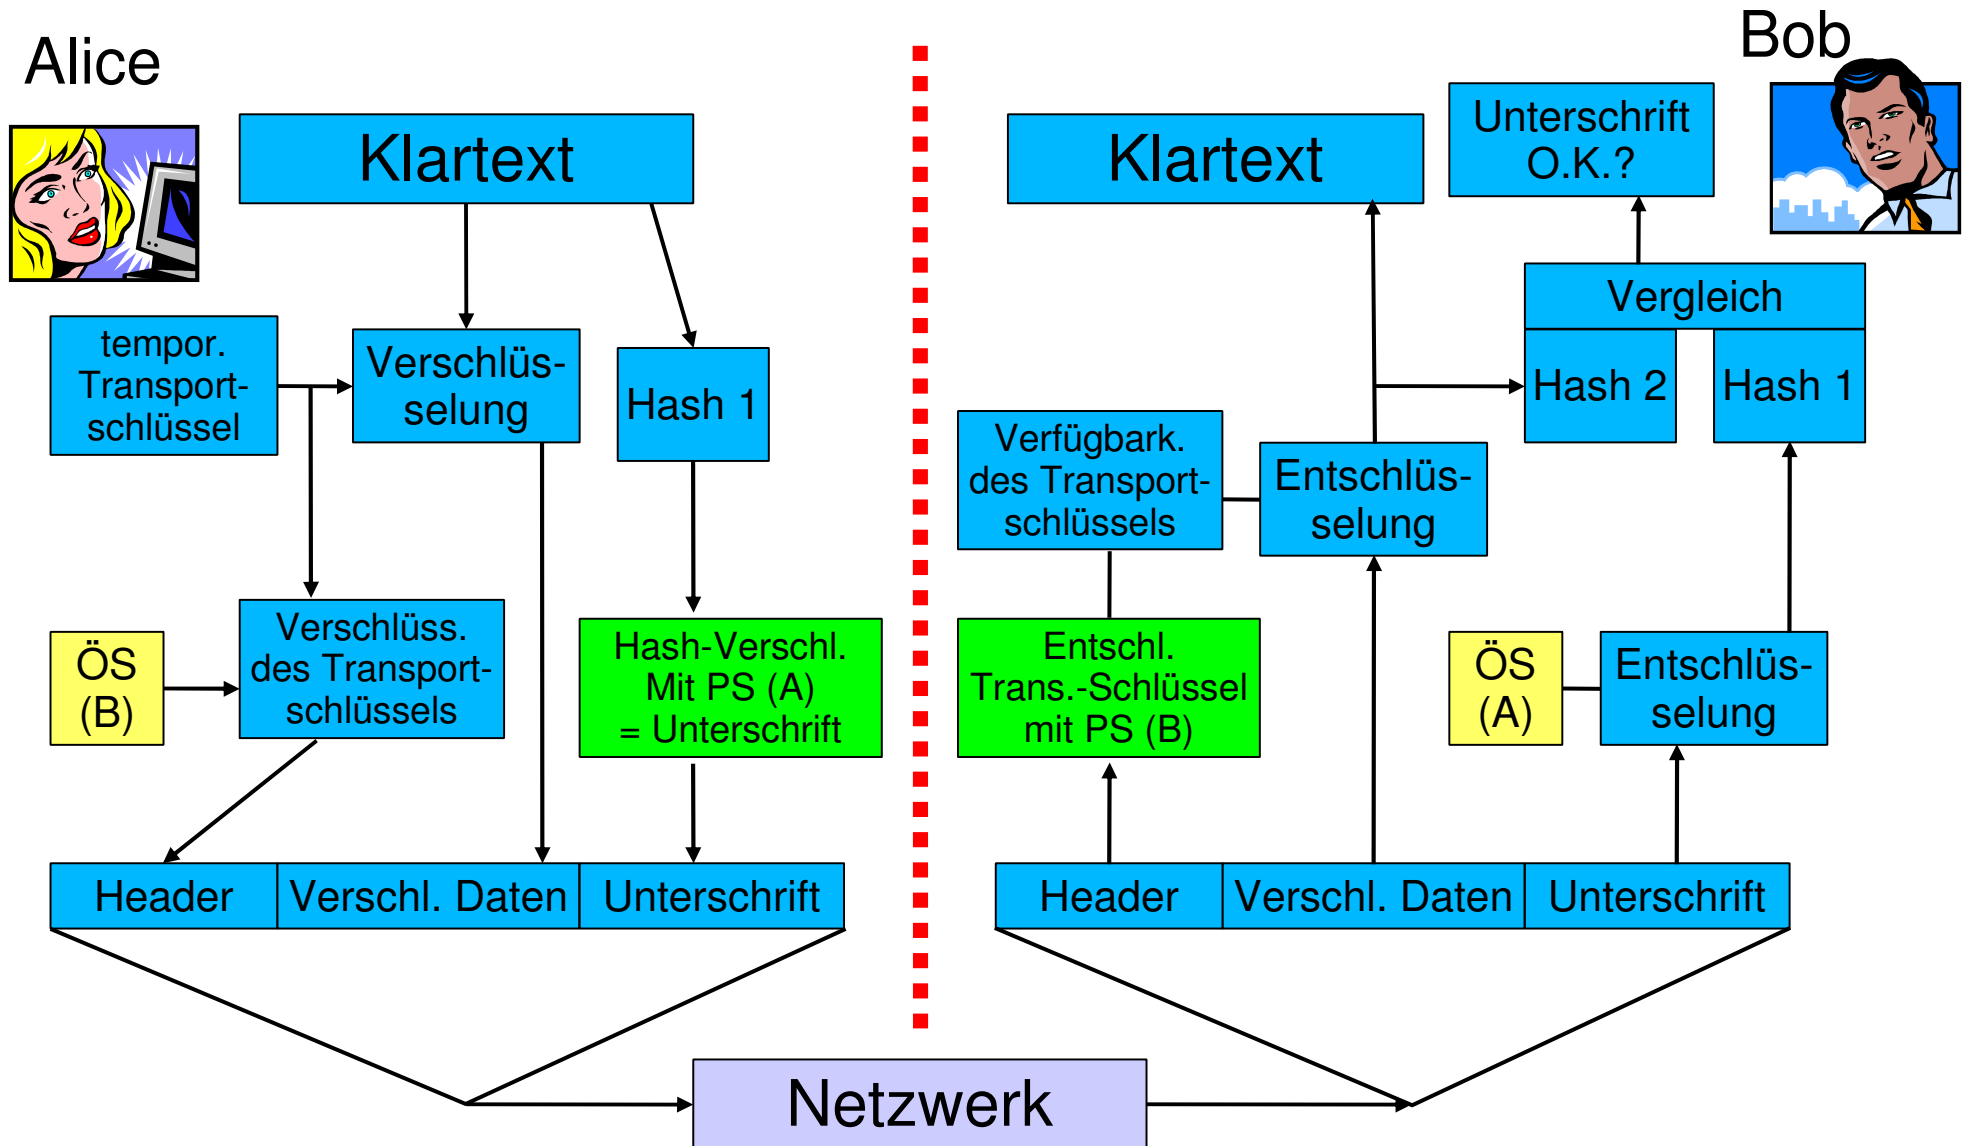 Alice
Klartext
tempor.
Transport-
schlüssel
Verschlüs-
selung
Hash 1
ÖS
(B)
Verschlüss.
des Transport-
schlüssels
Hash-Verschl.
Mit PS (A)
= Unterschrift
Header
Verschl. Daten
Unterschrift
Bob
Klartext
Unterschrift
O.K.?
Vergleich
Hash 2
Hash 1
Verfügbark.
des Transport-
schlüssels
Entschlüs-
selung
Entschl.
Trans.-Schlüssel
mit PS (B)
ÖS
(A)
Entschlüs-
selung
Header
Verschl. Daten
Unterschrift
Netzwerk